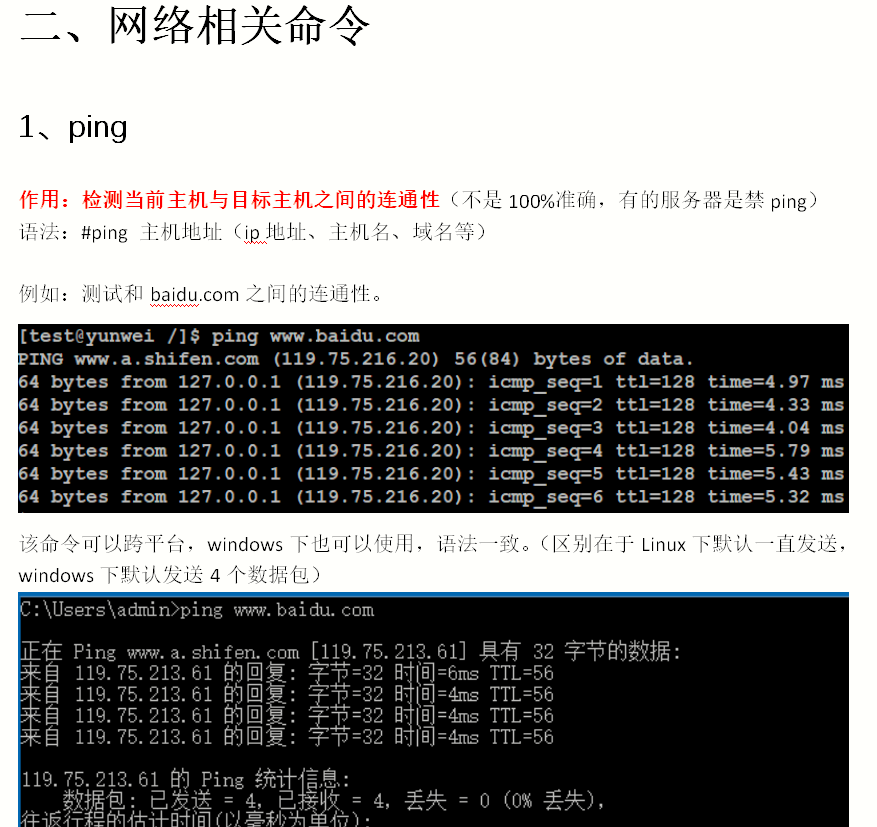 二、网络相关命令
1、ping
作用：检测当前主机与目标主机之间的连通性（不是 100%准确，有的服务器是禁 ping）
语法：#ping 主机地址（ip 地址、主机名、域名等）
例如：测试和 baidu.com 之间的连通性。
[test@yunwei /]$ ping www.baidu.com
PING www.a.shifen.com (119.75.216.20) 56(84) bytes of data.
64 bytes from 127.0.0.1 (119.75.216.20): icmp_seq=1 ttl=128 time=4.97 ms
64 bytes from 127.0.0.1 (119.75.216.20): icmp_seq=2 ttl=128 time=4.33 ms
64 bytes from 127.0.0.1 (119.75.216.20): icmp_seq=3 ttl=128 time=4.04 ms
64 bytes from 127.0.0.1 (119.75.216.20): icmp_seq=4 ttl=128 time=5.79 ms
64 bytes from 127.0.0.1 (119.75.216.20): icmp_seq=5 ttl=128 time=5.43 ms
64 bytes from 127.0.0.1 (119.75.216.20): icmp_seq=6 ttl=128 time=5.32 ms
该命令可以跨平台，windows 下也可以使用，语法一致。（区别在于 Linux 下默认一直发送，
windows 下默认发送 4 个数据包）
C:\Users\admin>ping www.baidu.com
正在 Ping www.a.shifen.com [119.75.213.61] 具有 32 字节的数据:
来自 119.75.213.61 的回复: 字节=32 时间=6ms TTL=56
来自 119.75.213.61 的回复: 字节=32 时间=4ms TTL=56
来自 119.75.213.61 的回复: 字节=32 时间=4ms TTL=56
来自 119.75.213.61 的回复: 字节=32 时间=4ms TTL=56
119.75.213.61 的 Ping 统计信息:
数据包: 已发送 = 4，已接收 = 4，丢失 = 0 (0% 丢失)，
往返行程的估计时间(以毫秒为单位):